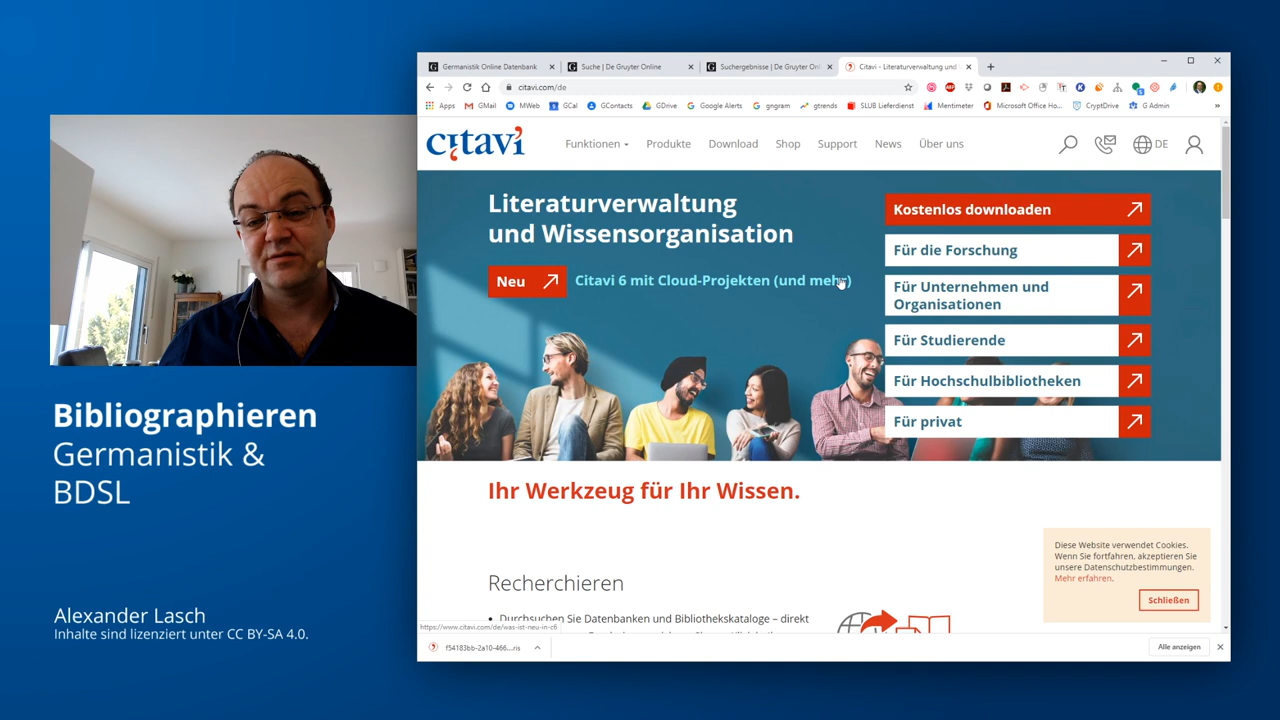 Bibliographieren
Germanistik &
BDSL
Alexander Lasch
Inhalte sind lizenziert unter CC BY-SA 4.0.
Germanistik Online Datenbank
Suche | De Gruyter Online
Suchergebnisse | De Gruyter Onl
Citavi - Literaturverwaltung und
citavi.com/de
Apps
GMail
MWeb
GCal
GContacts
GDrive
Google Alerts
gngram
gtrends
SLUB Lieferdienst
Mentimeter
Microsoft Office Ho...
CryptDrive
G Admin
citavi
Funktionen
Produkte
Download
Shop
Support
News
Über uns
DE
Literaturverwaltung
und Wissensorganisation
Neu
Citavi 6 mit Cloud-Projekten (und mehr)
Kostenlos downloaden
Für die Forschung
Für Unternehmen und
Organisationen
Für Studierende
Für Hochschulbibliotheken
Für privat
Ihr Werkzeug für Ihr Wissen.
Diese Website verwendet Cookies.
Wenn Sie fortfahren, akzeptieren Sie
unsere Datenschutzbestimmungen.
Mehr erfahren.
Schließen
Recherchieren
Durchsuchen Sie Datenbanken und Bibliothekskataloge – direkt
https://www.citavi.com/de/was-ist-neu-in-c6
f54183bb-2a10-466....ris
Alle anzeigen